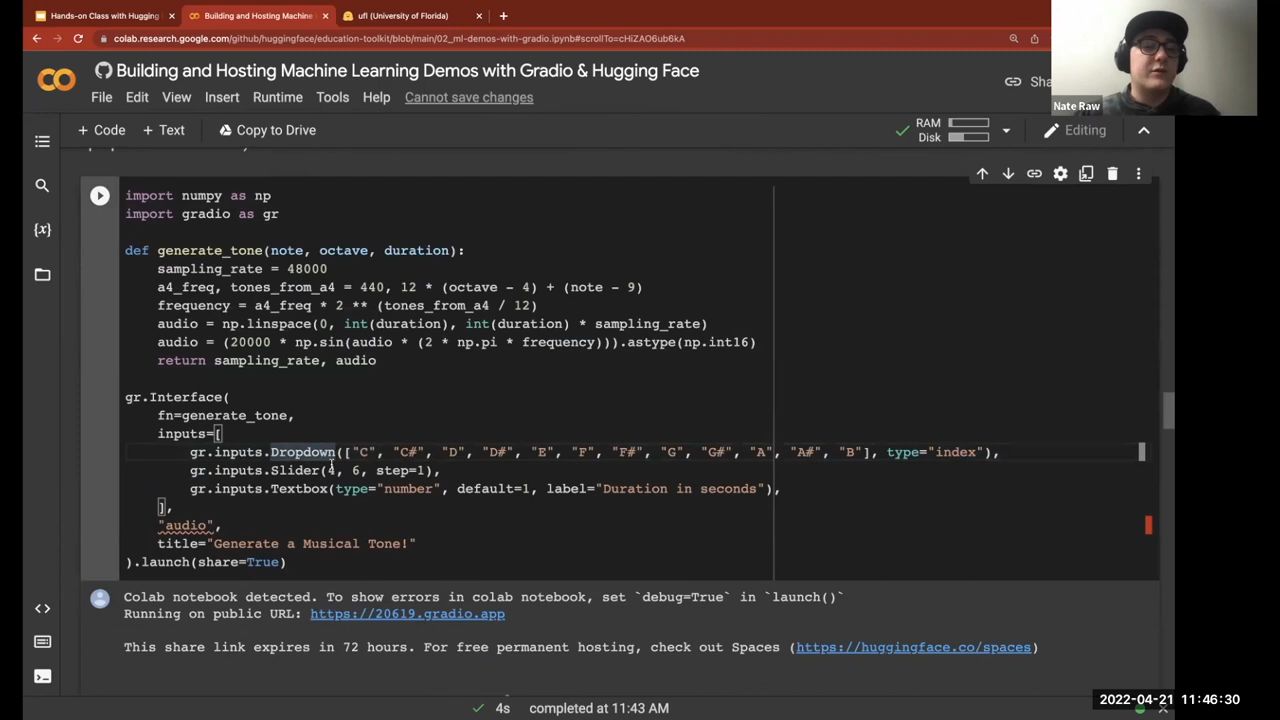 Hands-on Class with Hugging
Building and Hosting Machine
ufl (University of Florida)
colab.research.google.com/github/huggingface/education-toolkit/blob/main/02_ml-demos-with-gradio.ipynb#scrollTo=cHiZAO6ub6kA
Building and Hosting Machine Learning Demos with Gradio & Hugging Face
File Edit View Insert Runtime Tools Help Cannot save changes
Nate Raw
+ Code + Text Copy to Drive
RAM
Disk
Editing
import numpy as np
import gradio as gr
def generate_tone(note, octave, duration):
sampling_rate = 48000
a4_freq, tones_from_a4 = 440, 12 * (octave - 4) + (note - 9)
frequency = a4_freq * 2 ** (tones_from_a4 / 12)
audio = np.linspace(0, int(duration), int(duration) * sampling_rate)
audio = (20000 * np.sin(audio * (2 * np.pi * frequency))).astype(np.int16)
return sampling_rate, audio
gr.Interface(
fn=generate_tone,
inputs=[
gr.inputs.Dropdown(["C", "C#", "D", "D#", "E", "F", "F#", "G", "G#", "A", "A#", "B"], type="index"),
gr.inputs.Slider(4, 6, step=1),
gr.inputs.Textbox(type="number", default=1, label="Duration in seconds"),
],
"audio",
title="Generate a Musical Tone!"
).launch(share=True)
Colab notebook detected. To show errors in colab notebook, set `debug=True` in `launch()`
Running on public URL: https://20619.gradio.app
This share link expires in 72 hours. For free permanent hosting, check out Spaces (https://huggingface.co/spaces)
4s completed at 11:43 AM
2022-04-21 11:46:30